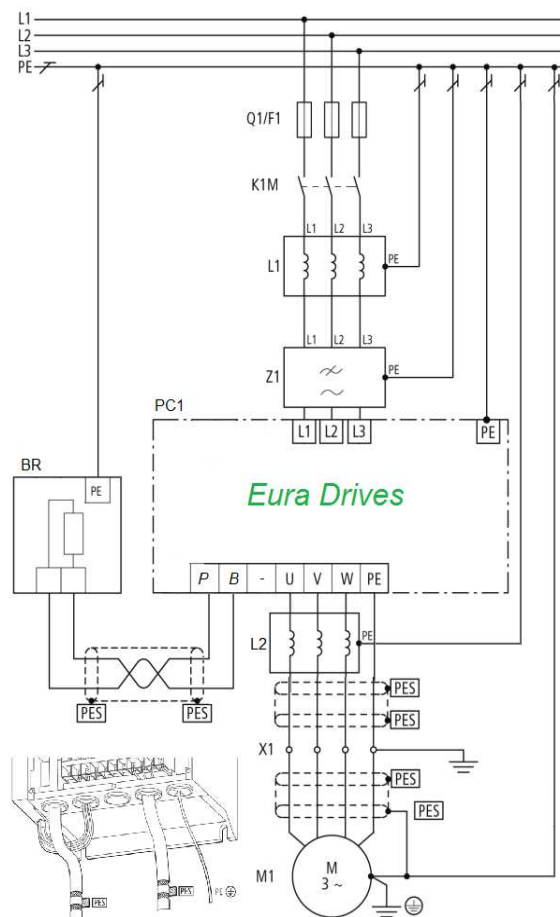 L1
L2
L3
PE
Q1/F1
K1M
L1 L2 L3
L1
PE
L1 L2 L3
Z1
PE
PC1
L1 L2 L3
PE
BR
PE
Eura Drives
P B - U V W PE
L2
PE
PES
PES
PES PES
X1
PES
PES
M1
M
3 ~
PES
PES
PE